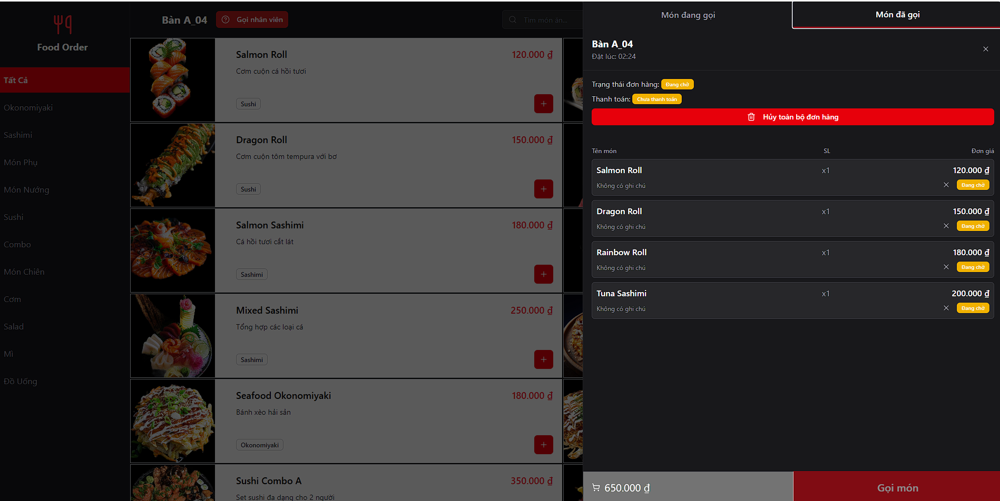 Food Order
Tất Cả
Okonomiyaki
Sashimi
Món Phụ
Món Nướng
Sushi
Combo
Món Chiên
Cơm
Salad
Mì
Đồ Uống
Bàn A_04
Gọi nhân viên
Tìm món ăn...
Salmon Roll
120.000 ₫
Cơm cuộn cá hồi tươi
Sushi
Dragon Roll
150.000 ₫
Cơm cuộn tôm tempura với bơ
Sushi
Salmon Sashimi
180.000 ₫
Cá hồi tươi cắt lát
Sashimi
Mixed Sashimi
250.000 ₫
Tổng hợp các loại cá
Sashimi
Seafood Okonomiyaki
180.000 ₫
Bánh xèo hải sản
Okonomiyaki
Sushi Combo A
350.000 ₫
Set sushi đa dạng cho 2 người
Món đang gọi
Món đã gọi
Bàn A_04
Đặt lúc: 02:24
Trạng thái đơn hàng: Đang chờ
Thanh toán: Chưa thanh toán
Hủy toàn bộ đơn hàng
Tên món SL Đơn giá
Salmon Roll x1 120.000 ₫
Không có ghi chú Đang chờ
Dragon Roll x1 150.000 ₫
Không có ghi chú Đang chờ
Rainbow Roll x1 180.000 ₫
Không có ghi chú Đang chờ
Tuna Sashimi x1 200.000 ₫
Không có ghi chú Đang chờ
650.000 ₫
Gọi món